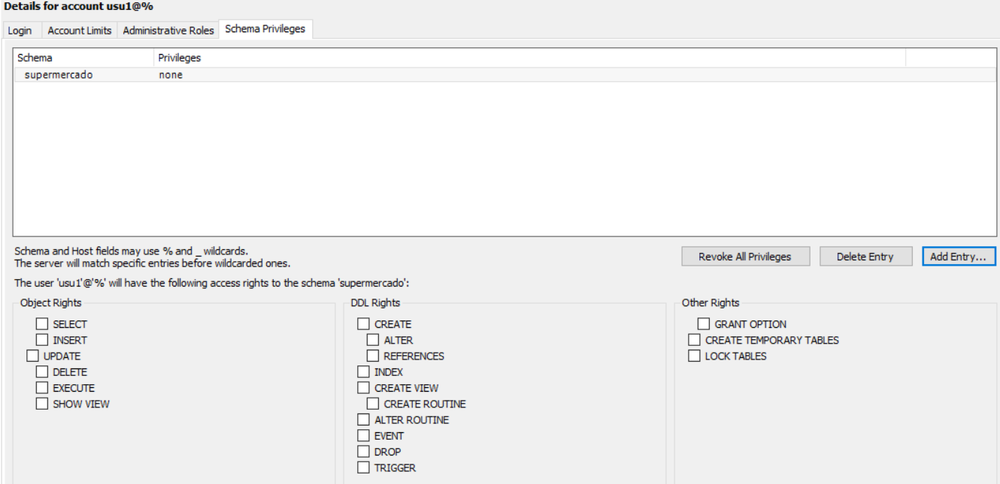 Details for account usu1@%
Login Account Limits Administrative Roles Schema Privileges
Schema Privileges
supermercado none
Schema and Host fields may use % and _ wildcards.
The server will match specific entries before wildcarded ones.
Revoke All Privileges Delete Entry Add Entry...
The user 'usu1'@'%' will have the following access rights to the schema 'supermercado':
Object Rights
SELECT
INSERT
UPDATE
DELETE
EXECUTE
SHOW VIEW
DDL Rights
CREATE
ALTER
REFERENCES
INDEX
CREATE VIEW
CREATE ROUTINE
ALTER ROUTINE
EVENT
DROP
TRIGGER
Other Rights
GRANT OPTION
CREATE TEMPORARY TABLES
LOCK TABLES